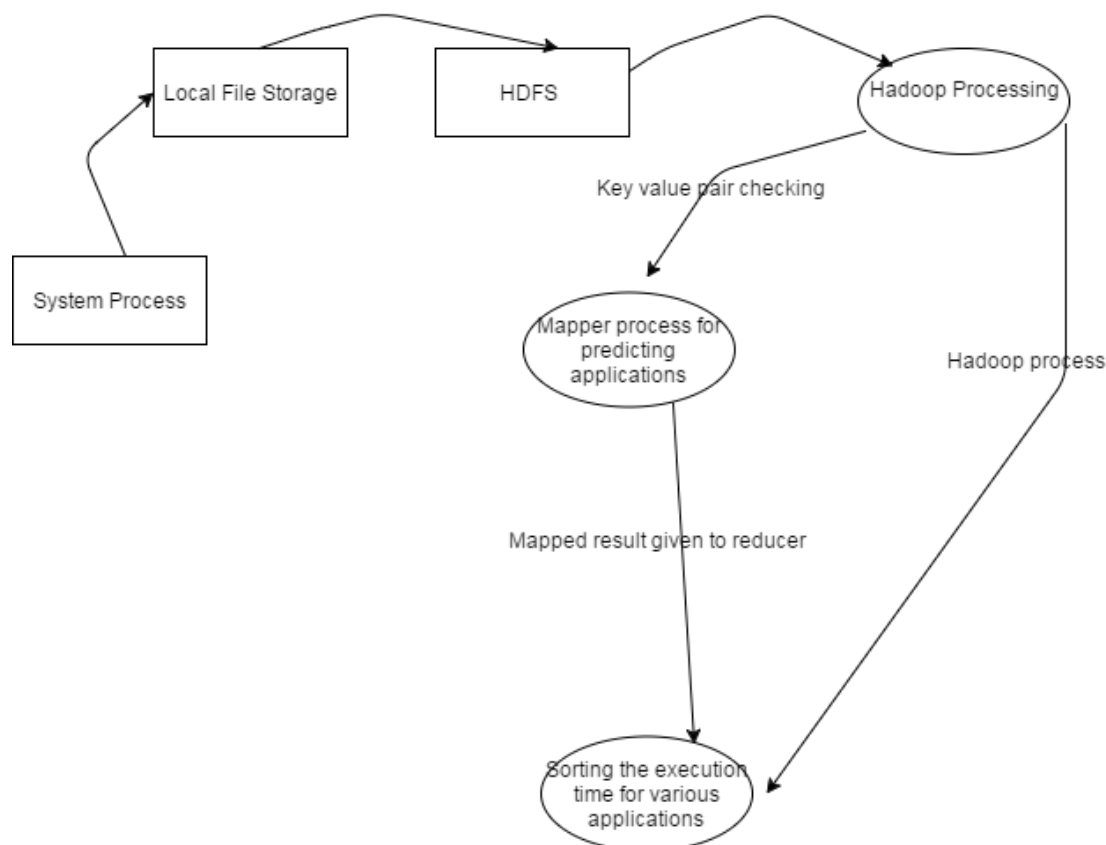 Local File Storage
HDFS
Hadoop Processing
Key value pair checking
System Process
Mapper process for
predicting
applications
Hadoop process
Mapped result given to reducer
Sorting the execution
time for various
applications